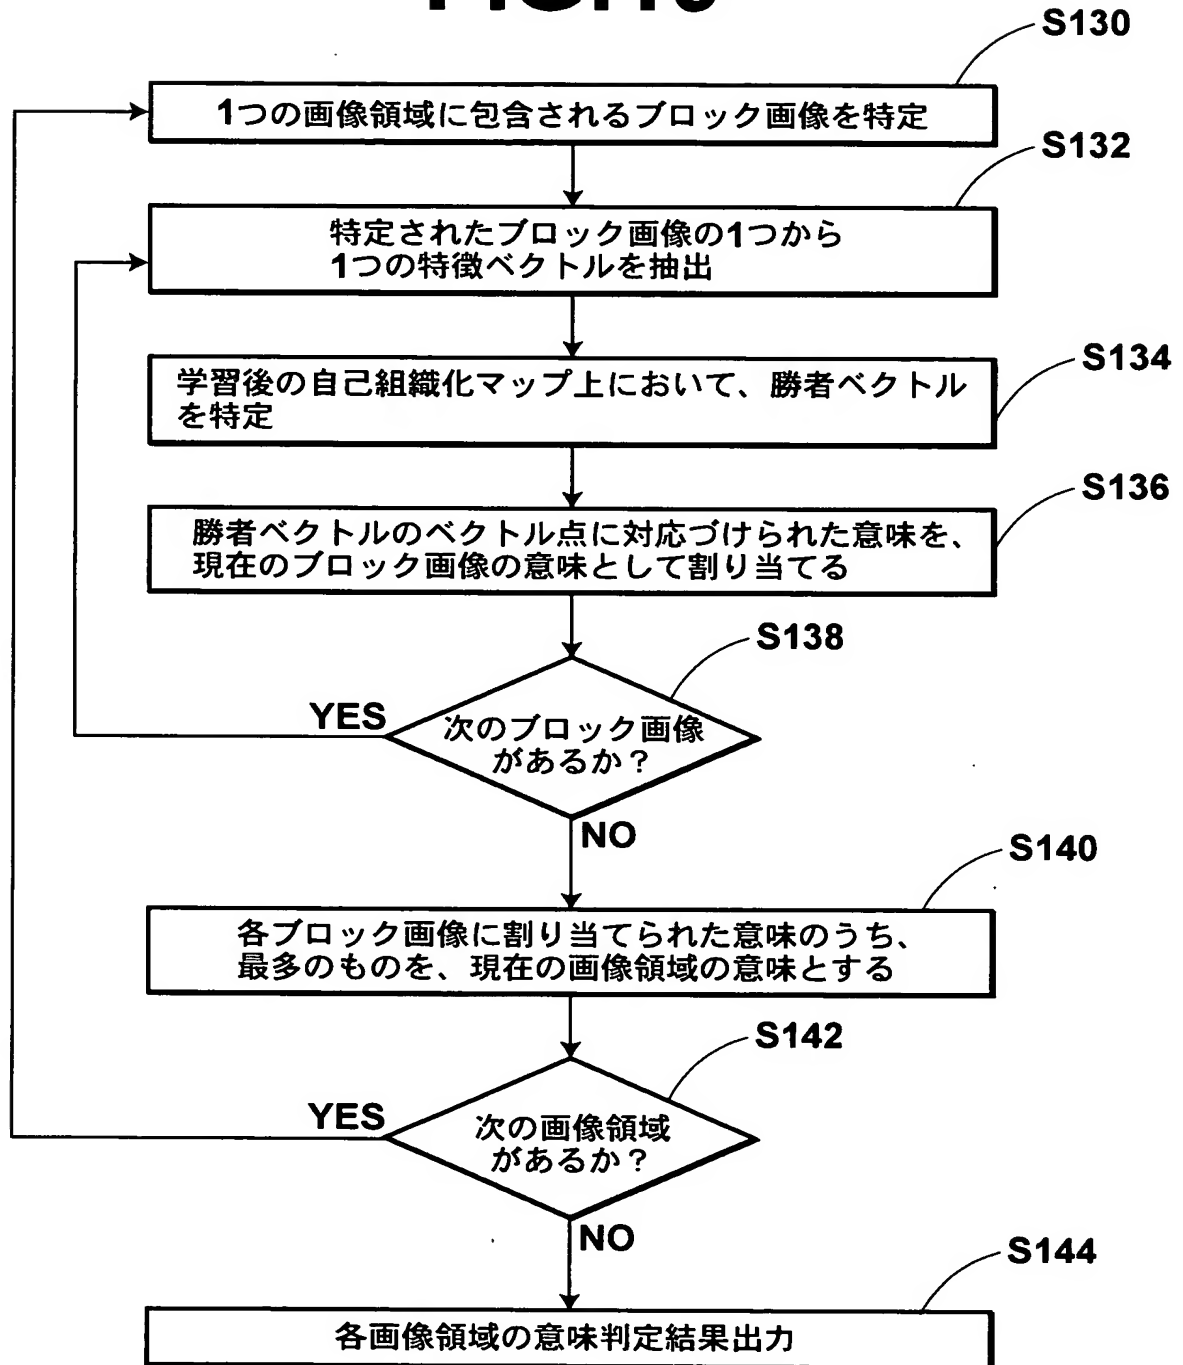 S130
1つの画像領域に包含されるブロック画像を特定
S132
特定されたブロック画像の1つから
1つの特徴ベクトルを抽出
S134
学習後の自己組織化マップ上において、勝者ベクトル
を特定
S136
勝者ベクトルのベクトル点に対応づけられた意味を、
現在のブロック画像の意味として割り当てる
S138
YES
次のブロック画像
があるか？
NO
S140
各ブロック画像に割り当てられた意味のうち、
最多のものを、現在の画像領域の意味とする
S142
YES
次の画像領域
があるか？
NO
S144
各画像領域の意味判定結果出力